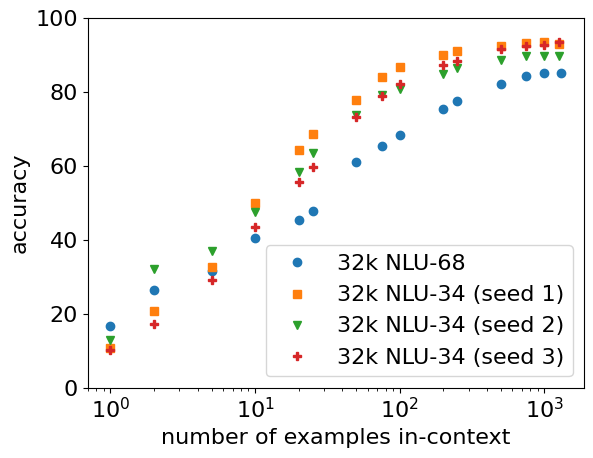 100
80
60
40
20
0
accuracy
32k NLU-68
32k NLU-34 (seed 1)
32k NLU-34 (seed 2)
32k NLU-34 (seed 3)
10⁰ 10¹ 10² 10³
number of examples in-context